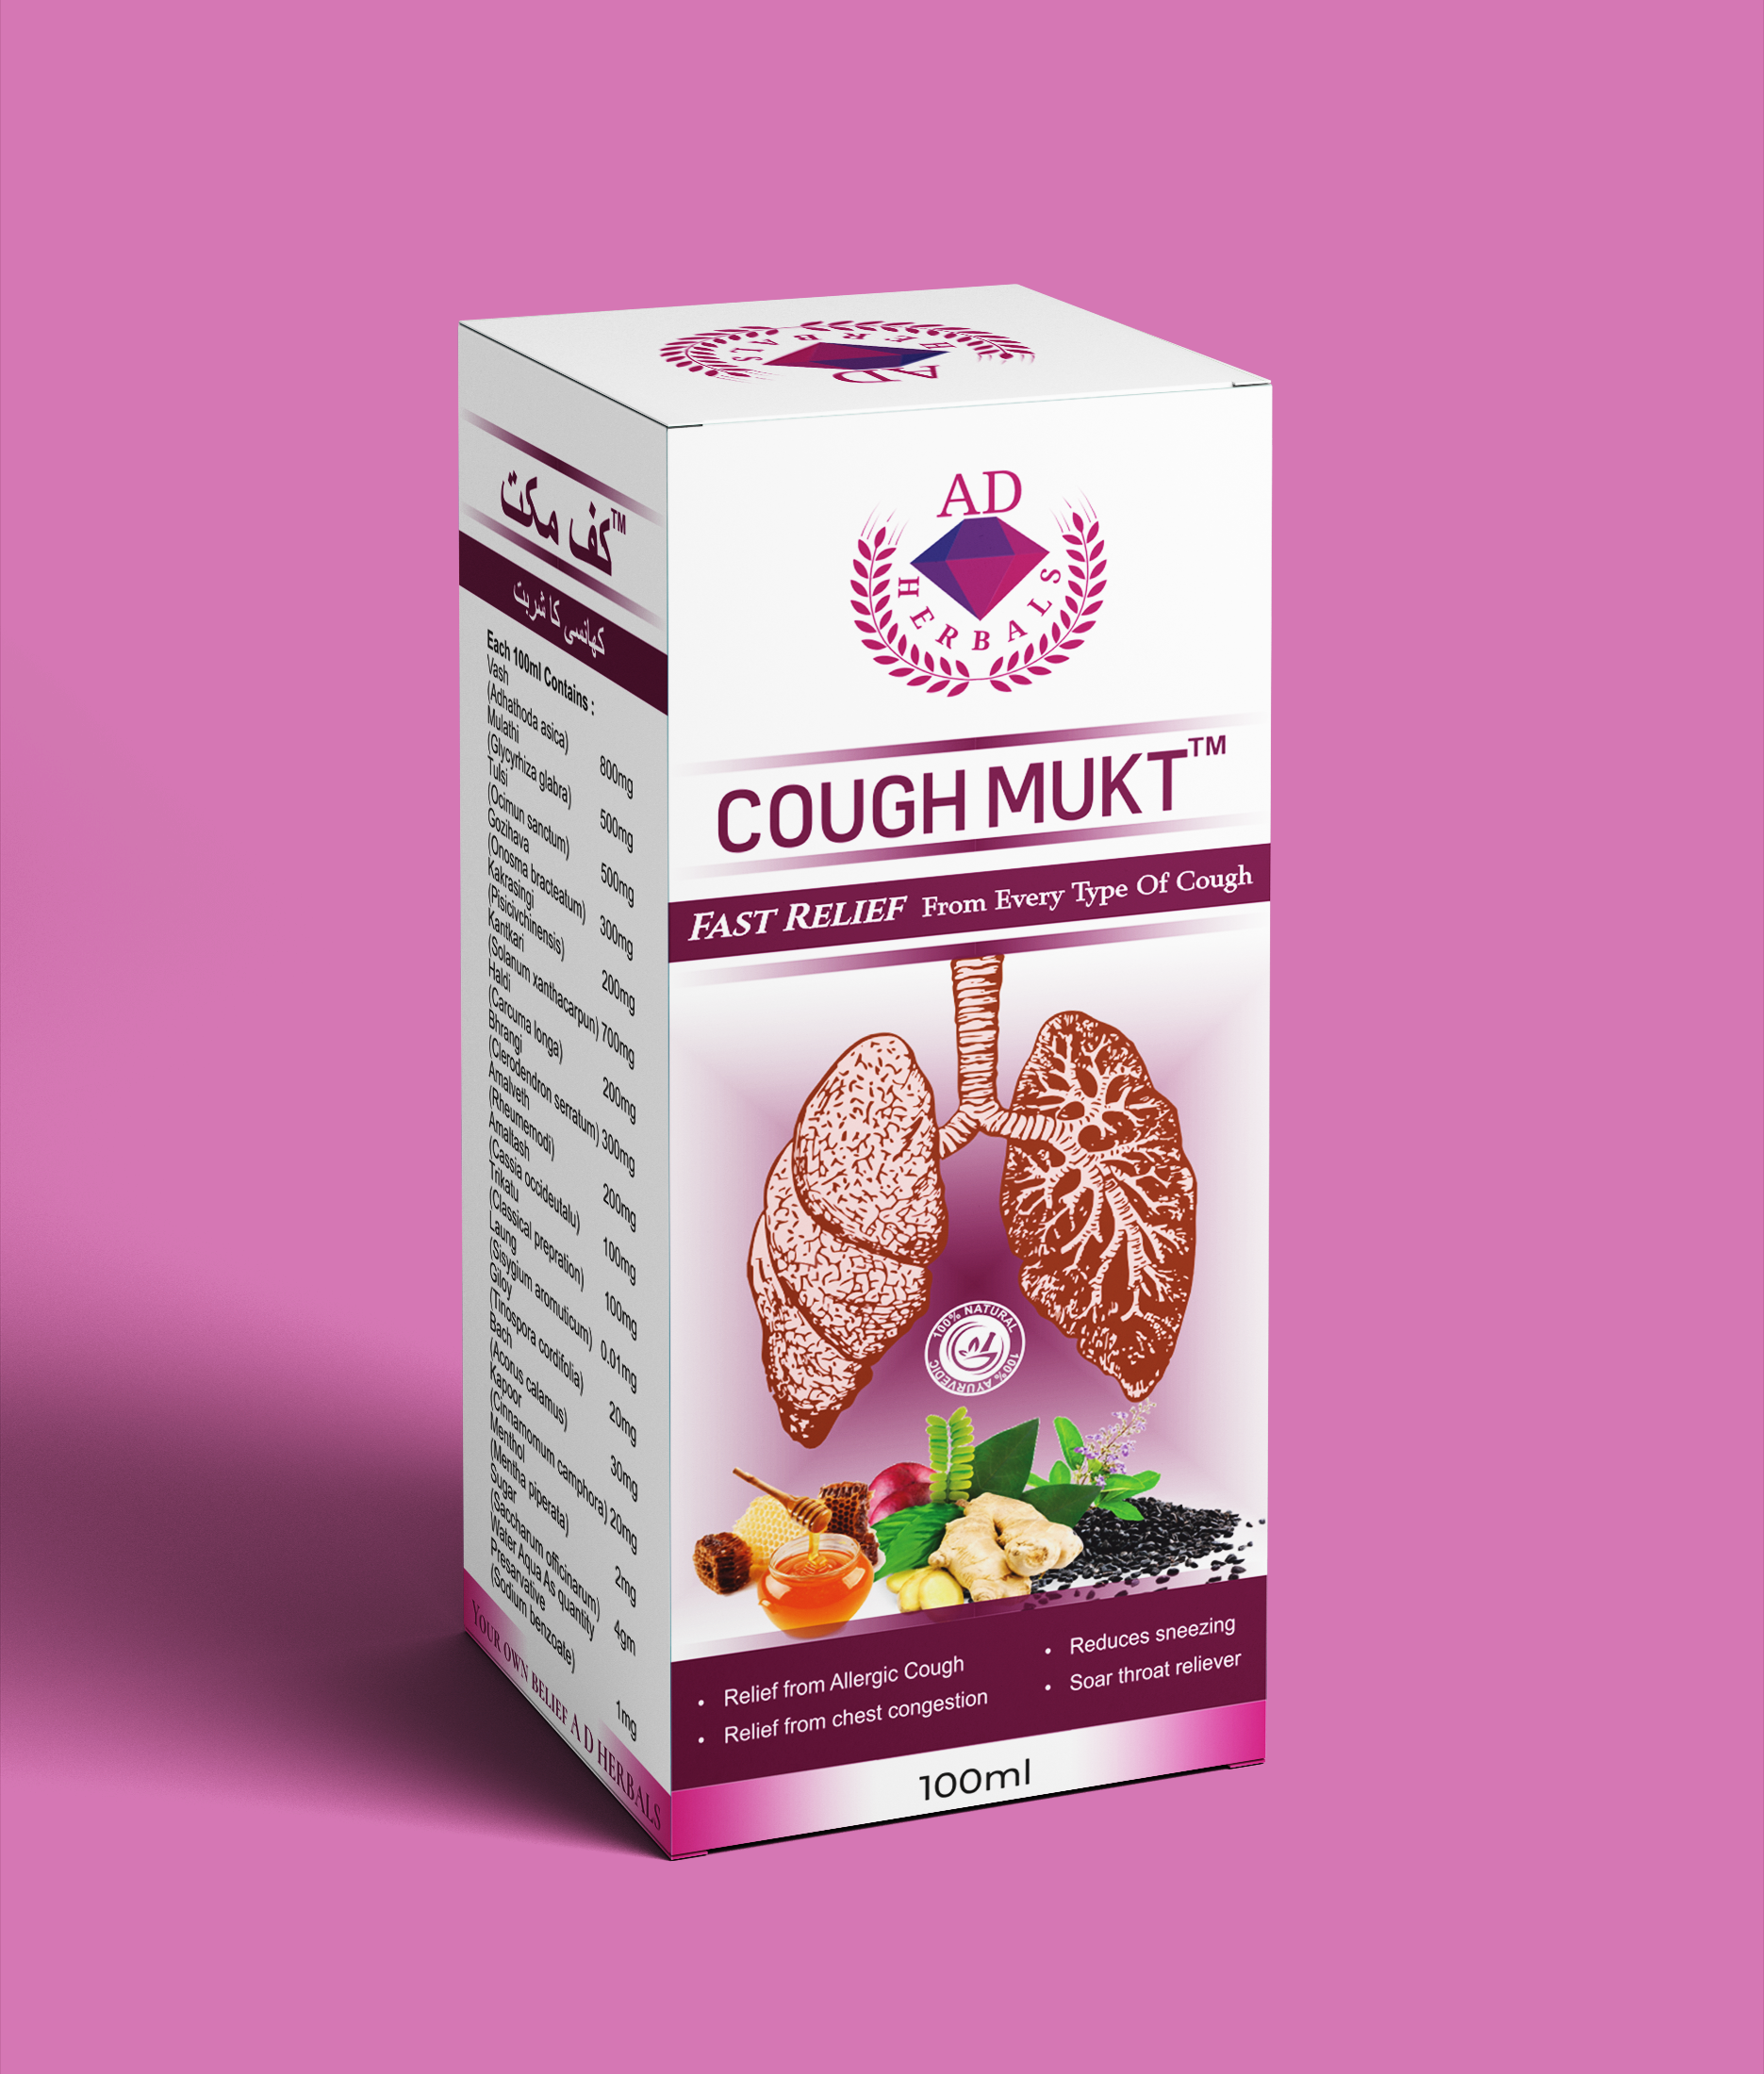 AD
HERBALS
AD
HERBALS
COUGH MUKT™
FAST RELIEF From Every Type Of Cough
100% NATURAL
100% AYURVEDIC
• Relief from Allergic Cough
• Relief from chest congestion
• Reduces sneezing
• Soar throat reliever
100ml
کف مکت™
کھانسی کا شربت
Each 100ml Contains :
Vash
(Adhathoda asica) 800mg
Mulathi
(Glycyrhiza glabra) 500mg
Tulsi
(Ocimun sanctum) 500mg
Gozihava
(Onosma bracteatum) 300mg
Kakrasingi
(Pisicivchinensis) 200mg
Kantkari
(Solanum xanthacarpun) 700mg
Haldi
(Carcuma longa) 200mg
Bhrangi
(Clerodendron serratum) 300mg
Amalveth
(Rheumemodi) 200mg
Amaltash
(Cassia occideutalu) 100mg
Trikatu
(Classical prepration) 100mg
Laung
(Sisygium aromuticum) 0.01mg
Giloy
(Tinospora cordifolia) 20mg
Bach
(Acorus calamus) 30mg
Kapoor
(Cinnamomum camphora) 20mg
Menthol
(Mentha piperata) 2mg
Sugar
(Saccharum officinarum) 4gm
Water Aqua As quantity
Presarvative
(Sodium benzoate) 1mg
YOUR OWN BELIEF A D HERBALS